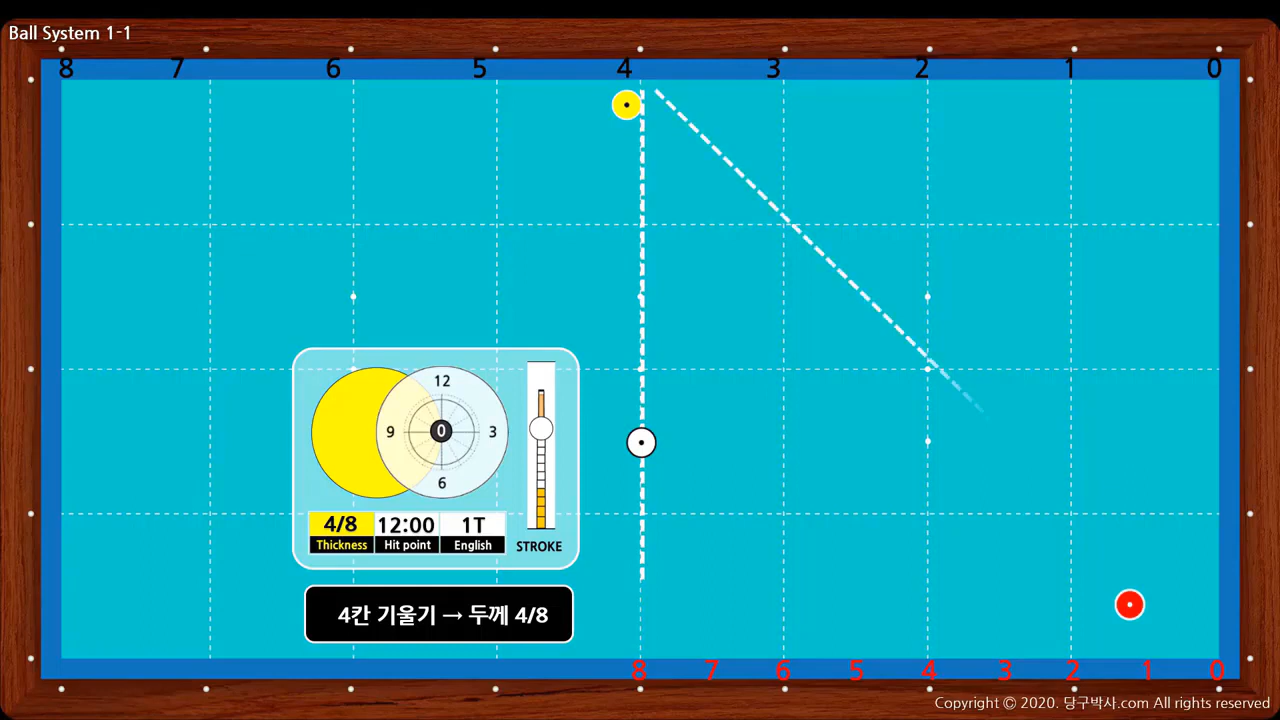 Ball System 1-1
8 7 6 5 4 3 2 1 0
12
9 0 3
6
4/8 12:00 1T
Thickness Hit point English STROKE
4칸 기울기 → 두께 4/8
8 7 6 5 4 3 2 1 0
Copyright © 2020. 당구박사.com All rights reserved